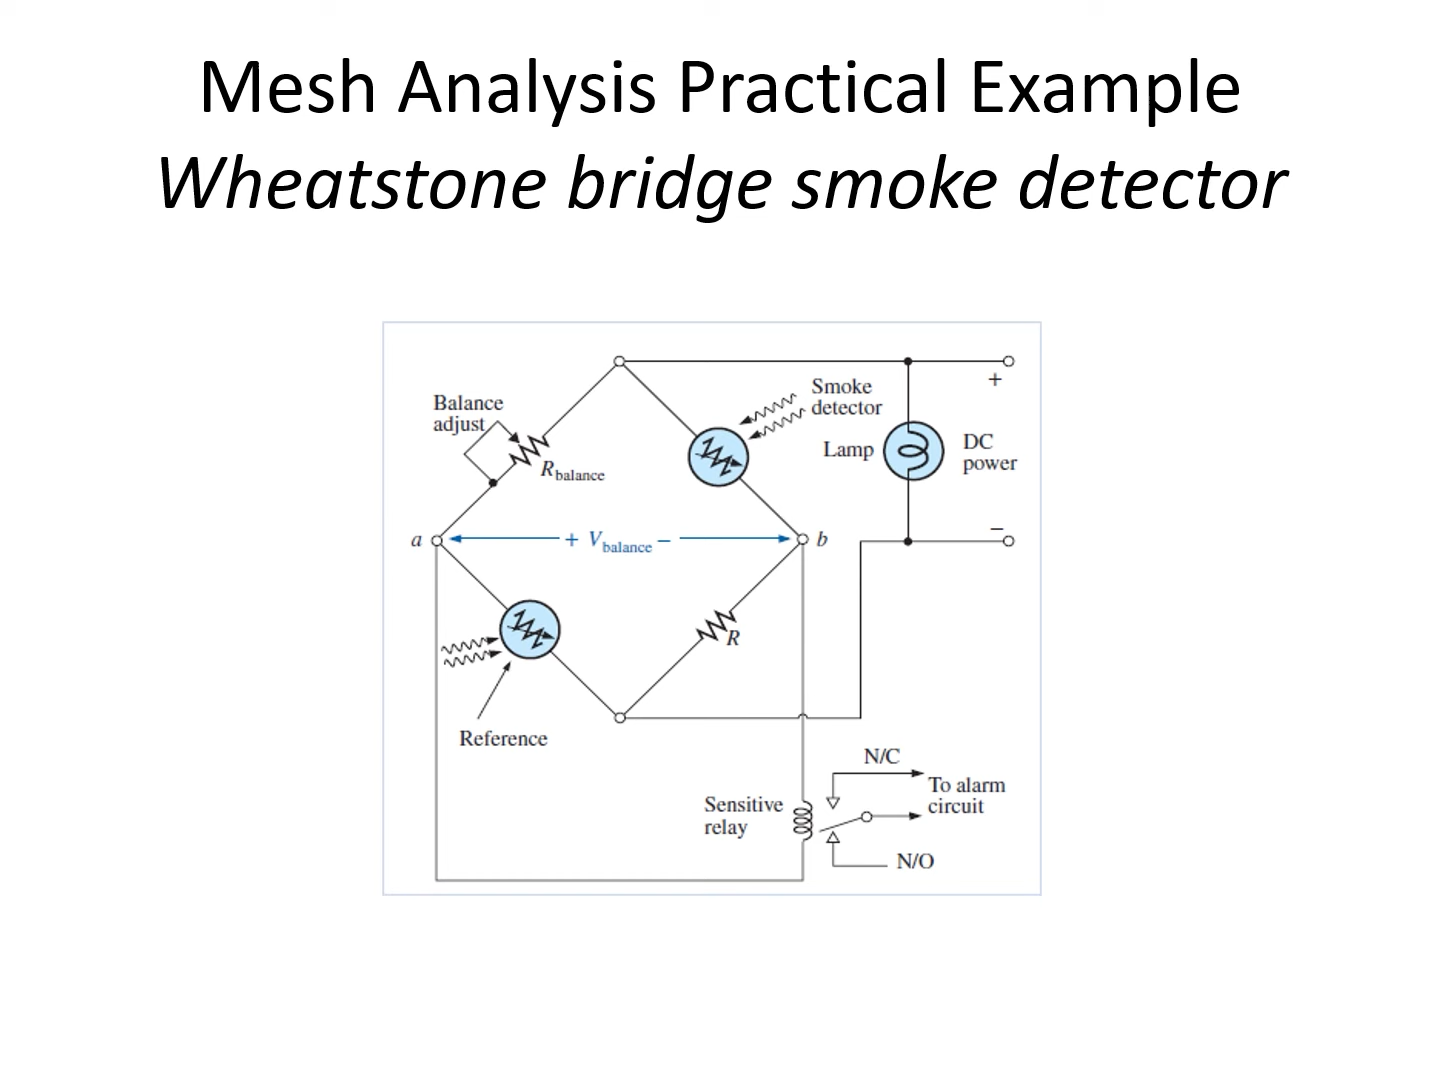 Mesh Analysis Practical Example
Wheatstone bridge smoke detector
Balance
adjust
Rbalance
Smoke
detector
Lamp
DC
power
+
−
a
+ Vbalance −
b
R
Reference
Sensitive
relay
N/C
To alarm
circuit
N/O